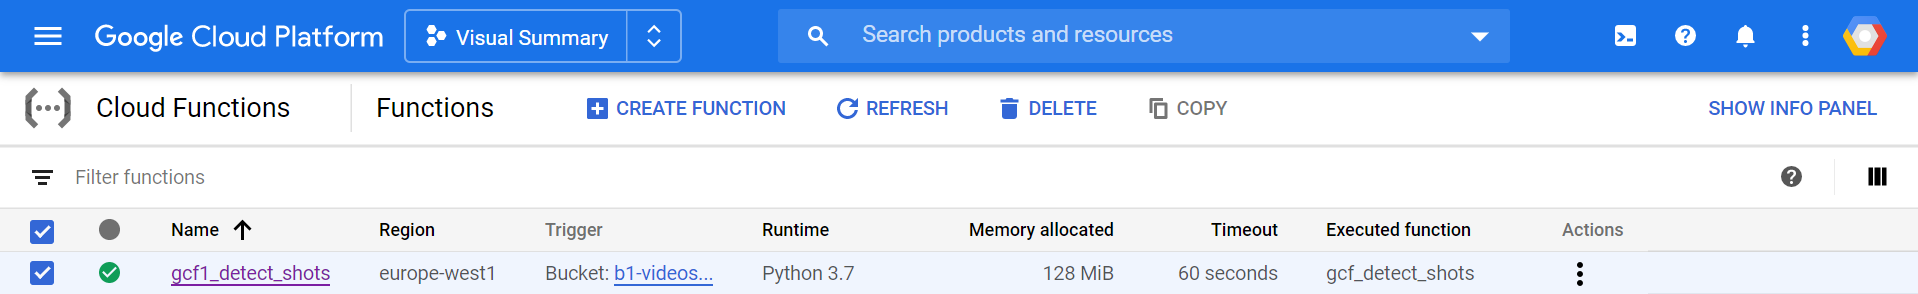 Google Cloud Platform Visual Summary Search products and resources
Cloud Functions Functions CREATE FUNCTION REFRESH DELETE COPY SHOW INFO PANEL
Filter functions
Name Region Trigger Runtime Memory allocated Timeout Executed function Actions
gcf1_detect_shots europe-west1 Bucket: b1-videos... Python 3.7 128 MiB 60 seconds gcf_detect_shots